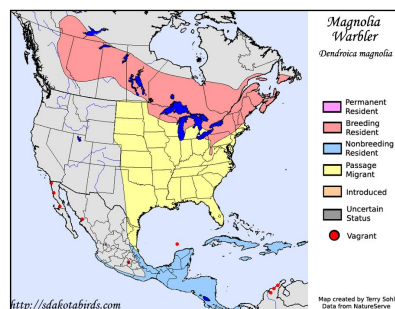 Magnolia
Warbler
Dendroica magnolia
Permanent
Resident
Breeding
Resident
Nonbreeding
Resident
Passage
Migrant
Introduced
Uncertain
Status
Vagrant
Map created by Terry Sohl
Data from NatureServe
http://sdakotabirds.com